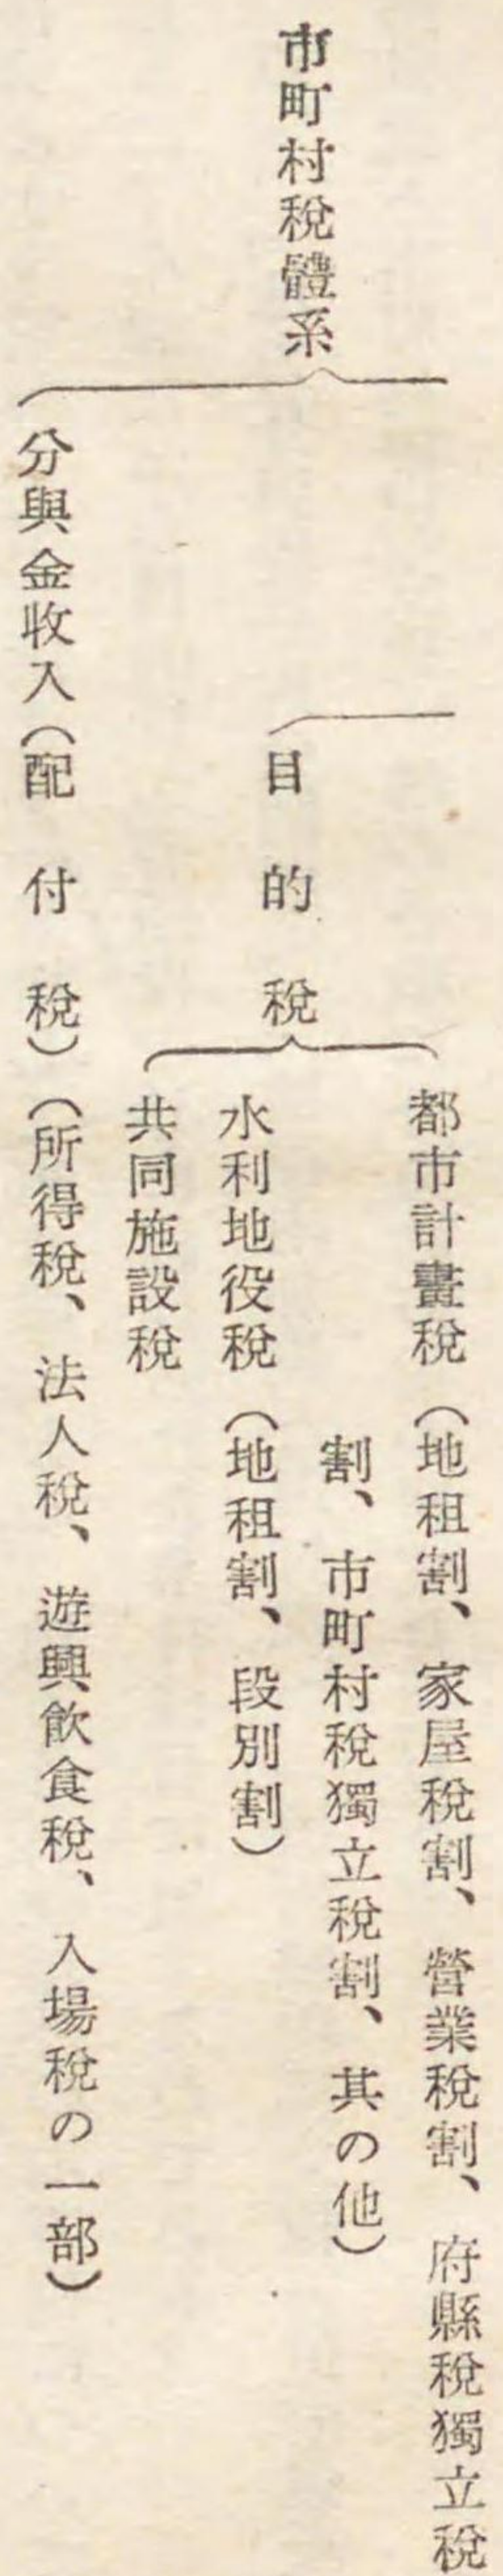 市町村稅體系
目的稅
都市計畫稅（地租割、家屋稅割、營業稅割、府縣稅獨立稅
割、市町村稅獨立稅割、其の他）
水利地役稅（地租割、段別割）
共同施設稅
分與金收入（配付稅）（所得稅、法人稅、遊興飮食稅、入場稅の一部）